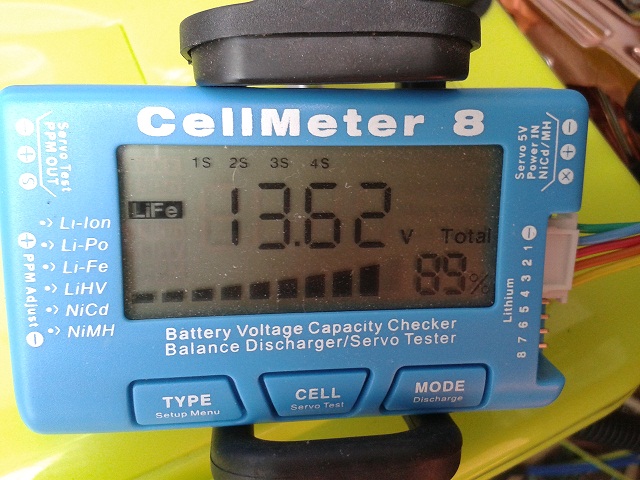 CellMeter 8
Servo Test
PPM OUT
− + S
Servo 5V
Power IN
NiCd/MH
− + ×
1S 2S 3S 4S
LiFe
13.62 V
Total
89%
Li-Ion
Li-Po
Li-Fe
LiHV
NiCd
NiMH
+ PPM Adjust −
Lithium
8 7 6 5 4 3 2 1 −
Battery Voltage Capacity Checker
Balance Discharger/Servo Tester
TYPE
Setup Menu
CELL
Servo Test
MODE
Discharge